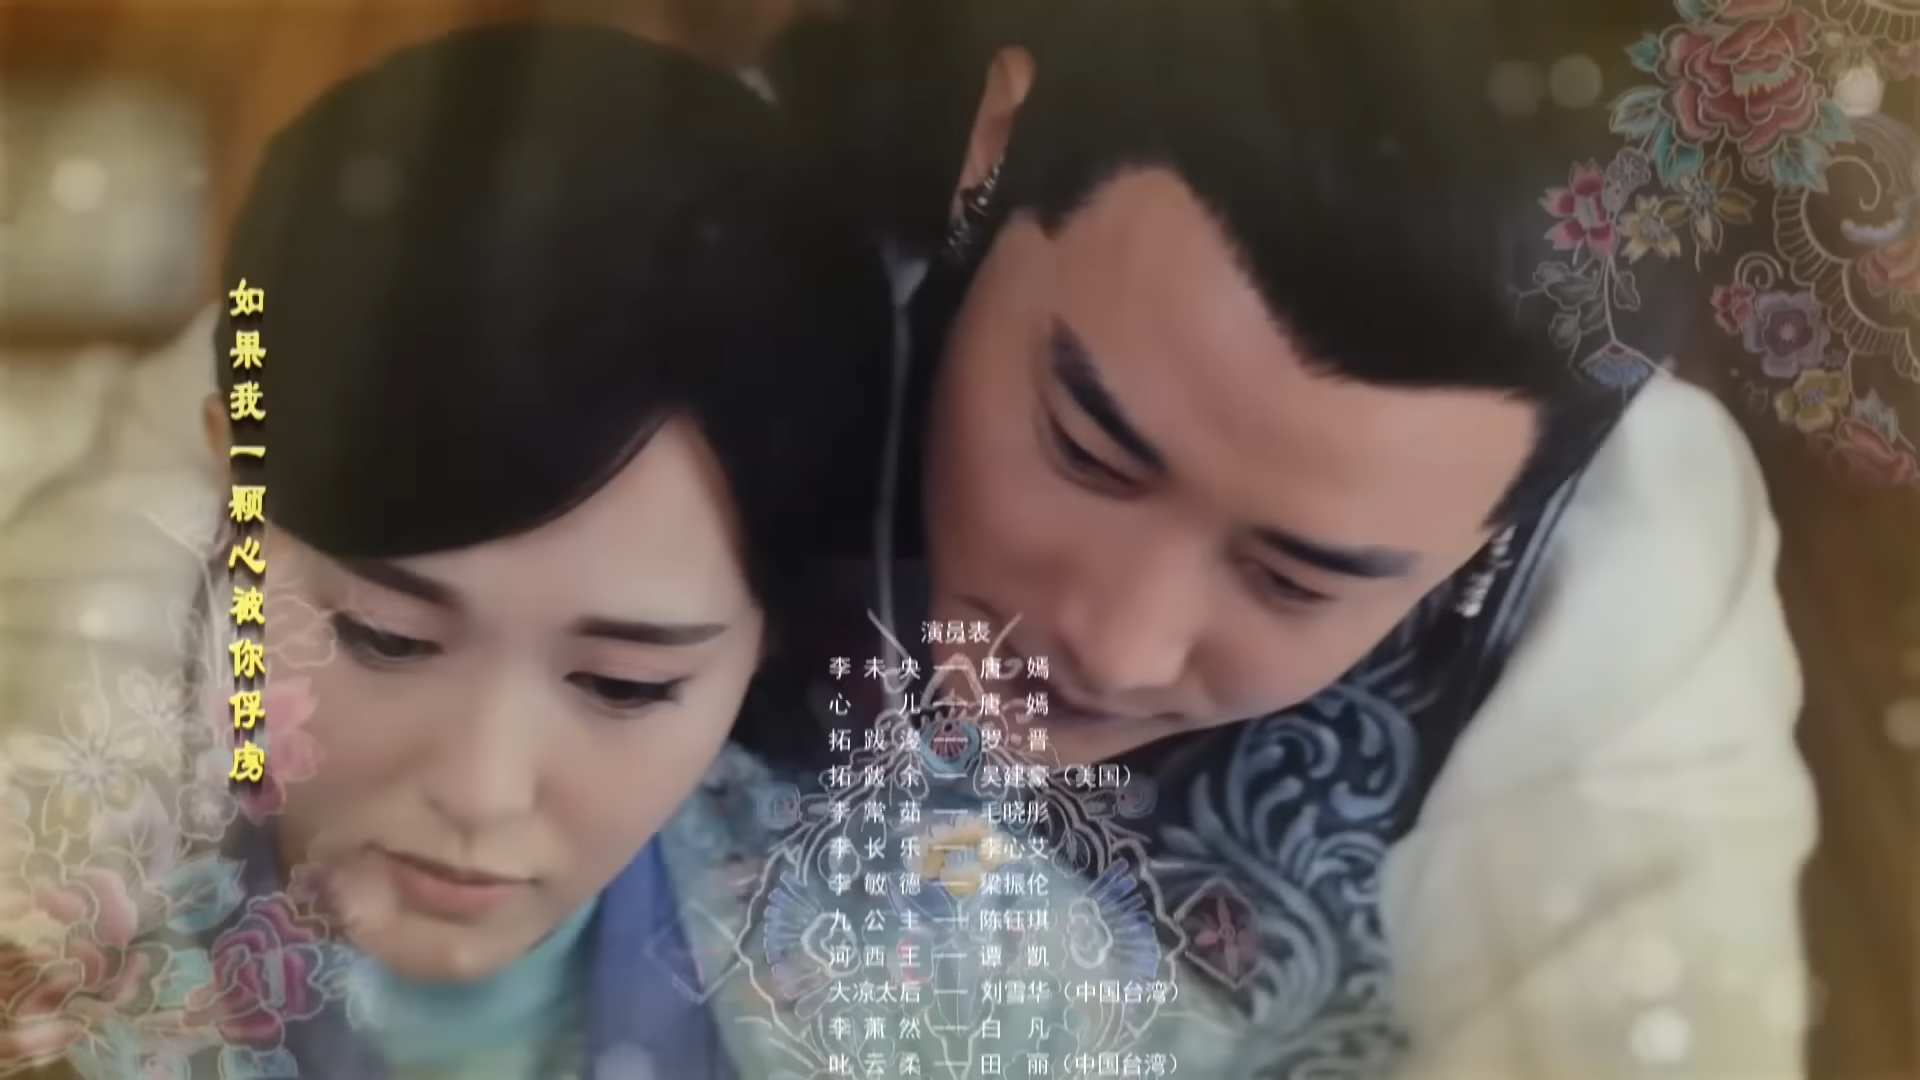 如果我一颗心被你俘虏
演员表
李未央——唐嫣
心儿——唐嫣
拓跋浚——罗晋
拓跋余——吴建豪（美国）
李常茹——毛晓彤
李长乐——李心艾
李敏德——梁振伦
九公主——陈钰琪
河西王——谭凯
大凉太后——刘雪华（中国台湾）
李萧然——白凡
叱云柔——田丽（中国台湾）